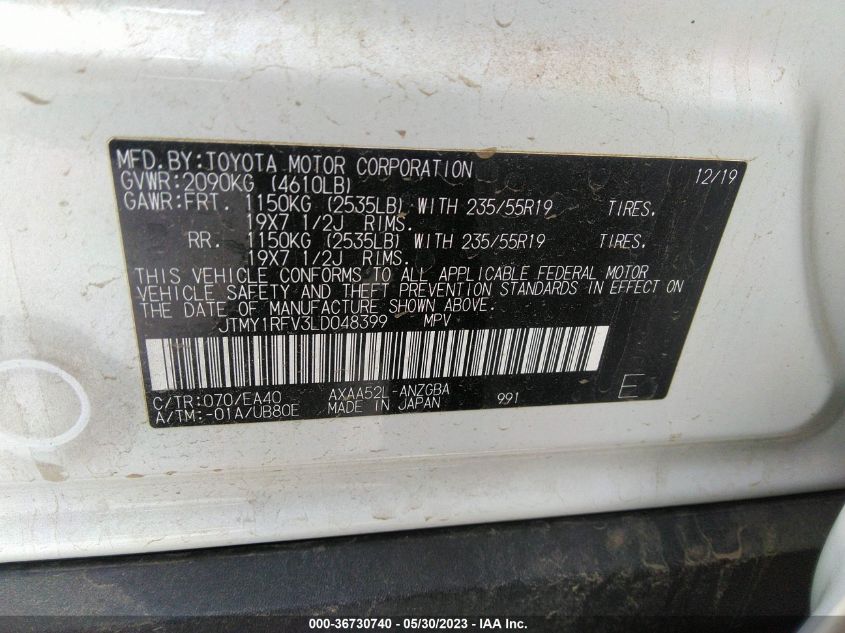 MFD.BY:TOYOTA MOTOR CORPORATION 12/19
GVWR:2090KG (4610LB)
GAWR:FRT. 1150KG (2535LB) WITH 235/55R19 TIRES.
19X7 1/2J RIMS.
RR. 1150KG (2535LB) WITH 235/55R19 TIRES.
19X7 1/2J RIMS.
THIS VEHICLE CONFORMS TO ALL APPLICABLE FEDERAL MOTOR
VEHICLE SAFETY AND THEFT PREVENTION STANDARDS IN EFFECT ON
THE DATE OF MANUFACTURE SHOWN ABOVE.
JTMY1RFV3LD048399 MPV
C/TR:070/EA40 AXAA52L-ANZGBA
A/TM:-01A/UB80E MADE IN JAPAN 991 E
000-36730740 - 05/30/2023 - IAA Inc.